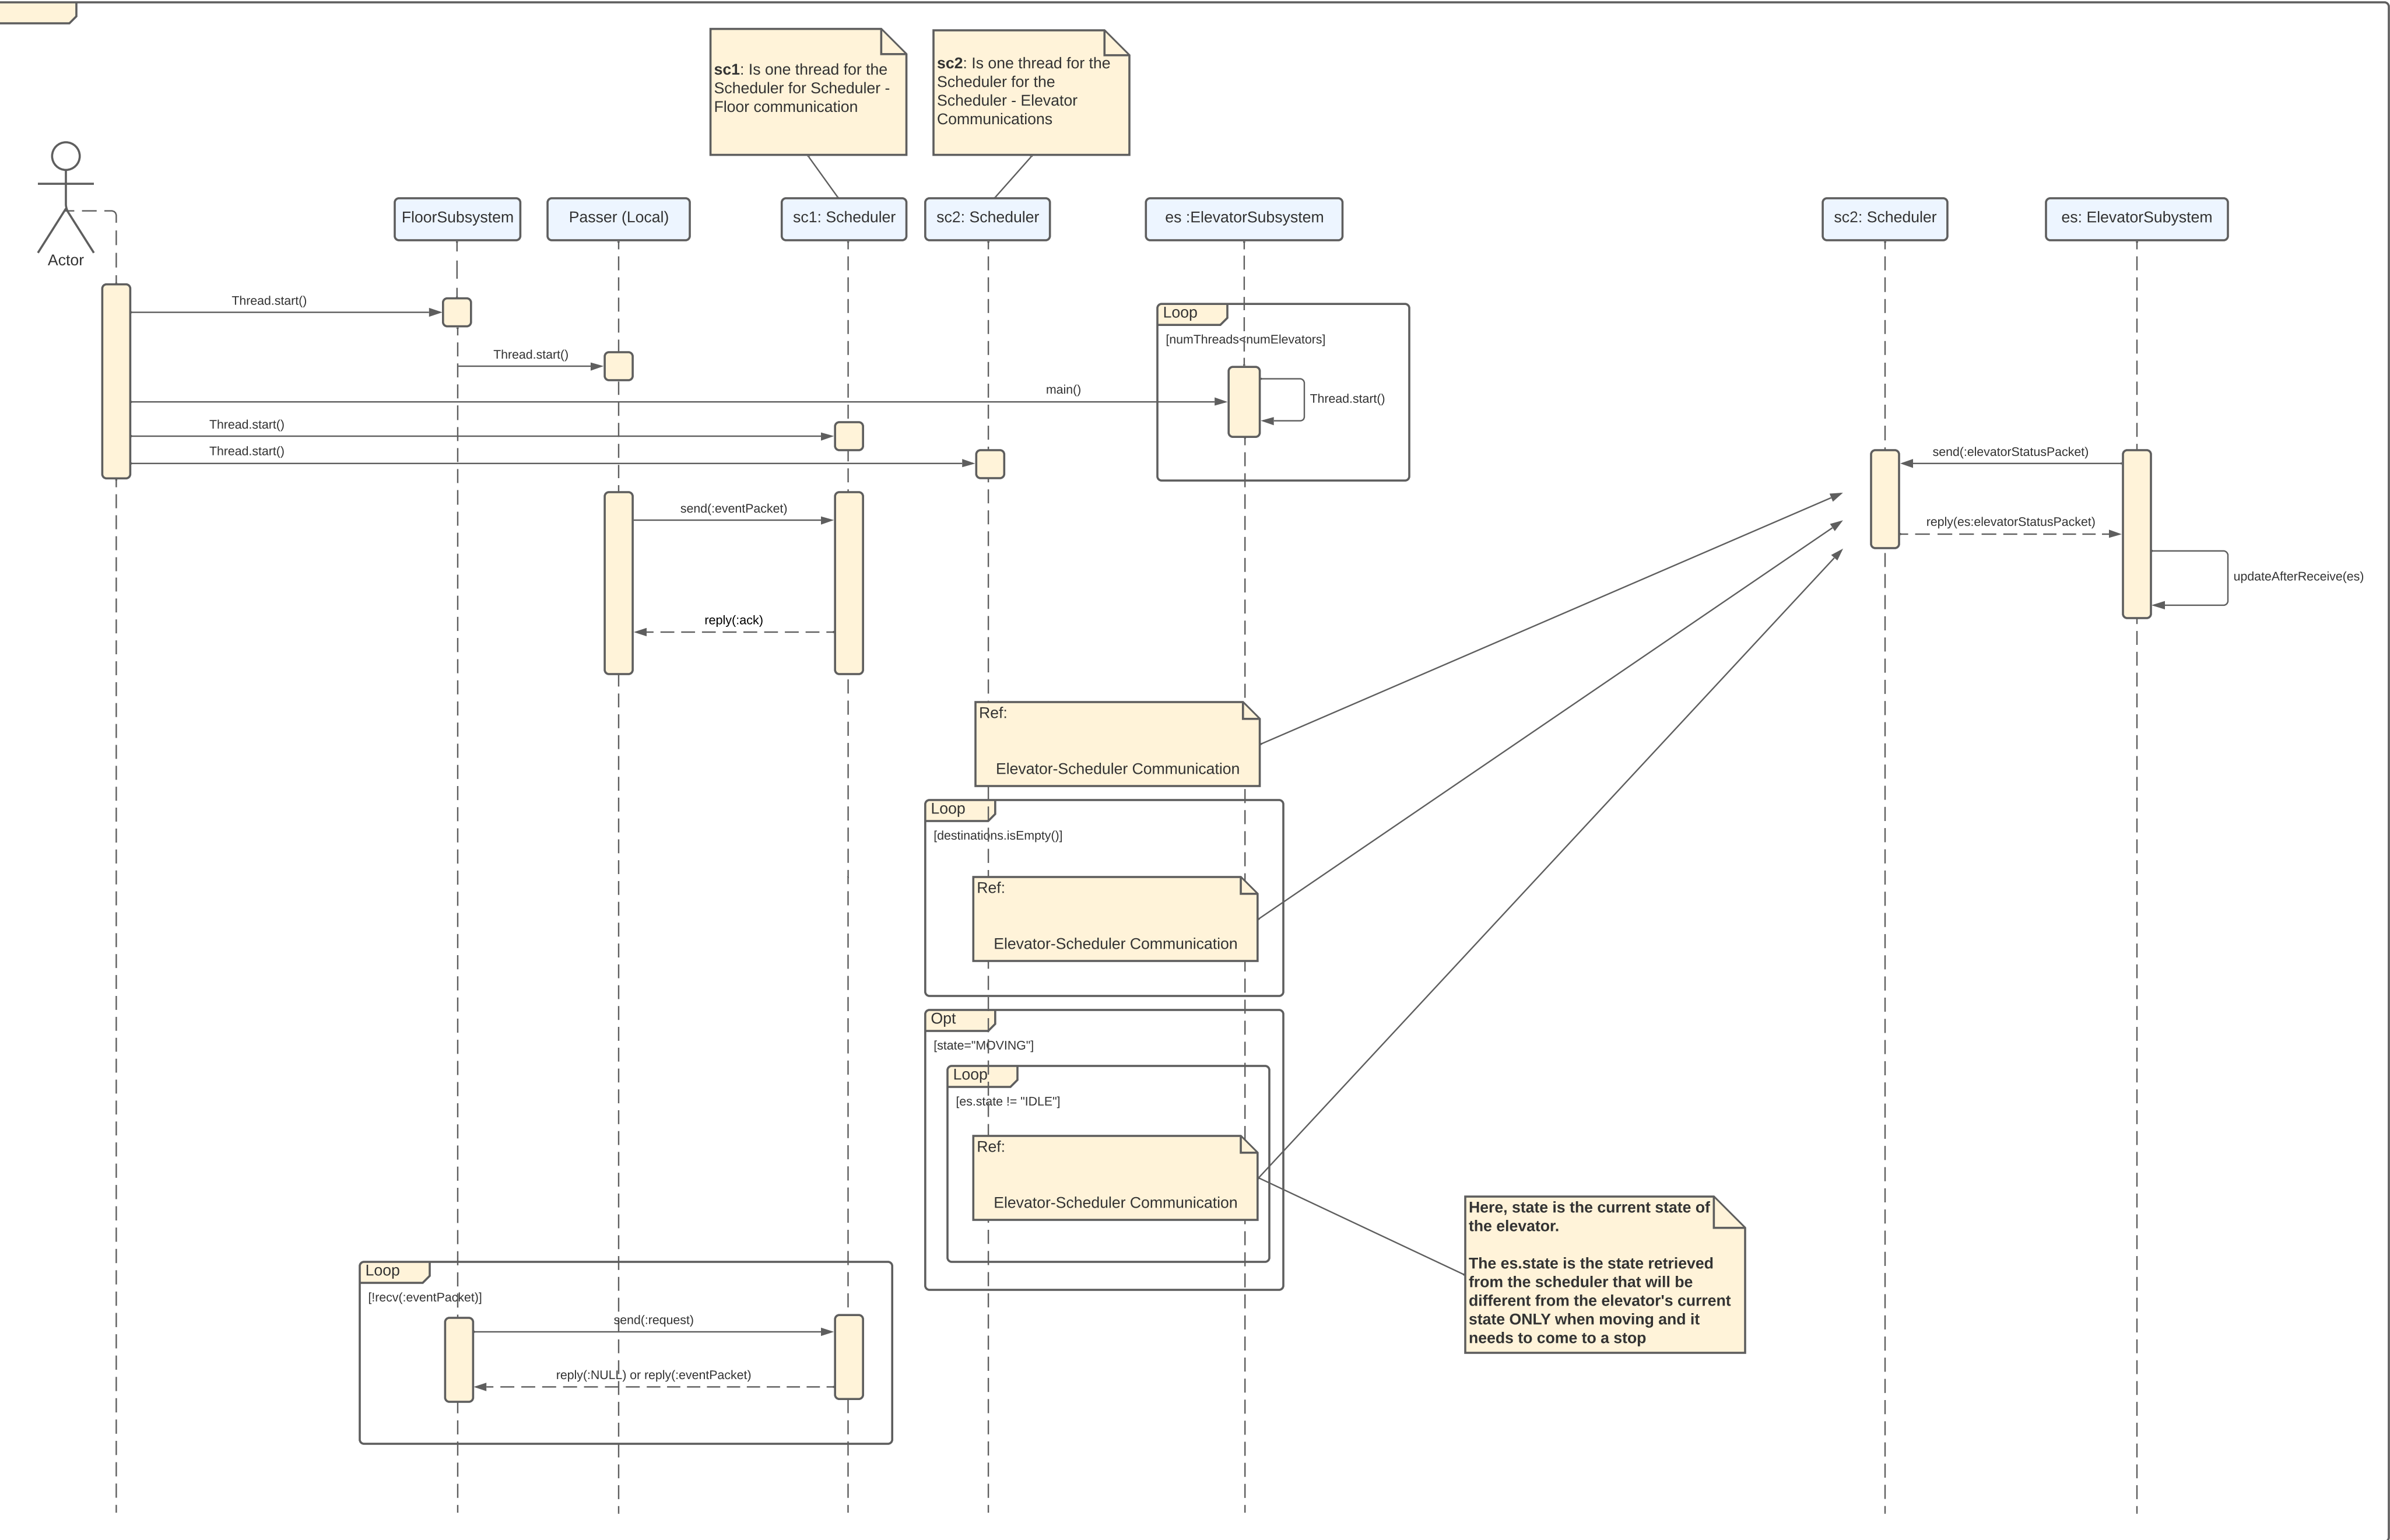 sc1: Is one thread for the
Scheduler for Scheduler -
Floor communication
sc2: Is one thread for the
Scheduler for the
Scheduler - Elevator
Communications
Actor
FloorSubsystem
Passer (Local)
sc1: Scheduler
sc2: Scheduler
es :ElevatorSubsystem
sc2: Scheduler
es: ElevatorSubystem
Thread.start()
Thread.start()
main()
Thread.start()
Thread.start()
Loop
[numThreads<numElevators]
Thread.start()
send(:elevatorStatusPacket)
reply(es:elevatorStatusPacket)
updateAfterReceive(es)
send(:eventPacket)
reply(:ack)
Ref:
Elevator-Scheduler Communication
Loop
[destinations.isEmpty()]
Ref:
Elevator-Scheduler Communication
Opt
[state="MOVING"]
Loop
[es.state != "IDLE"]
Ref:
Elevator-Scheduler Communication
Here, state is the current state of
the elevator.
The es.state is the state retrieved
from the scheduler that will be
different from the elevator's current
state ONLY when moving and it
needs to come to a stop
Loop
[!recv(:eventPacket)]
send(:request)
reply(:NULL) or reply(:eventPacket)